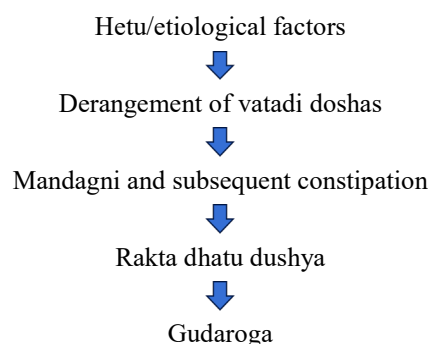 Hetu/etiological factors
Derangement of vatadi doshas
Mandagni and subsequent constipation
Rakta dhatu dushya
Gudaroga